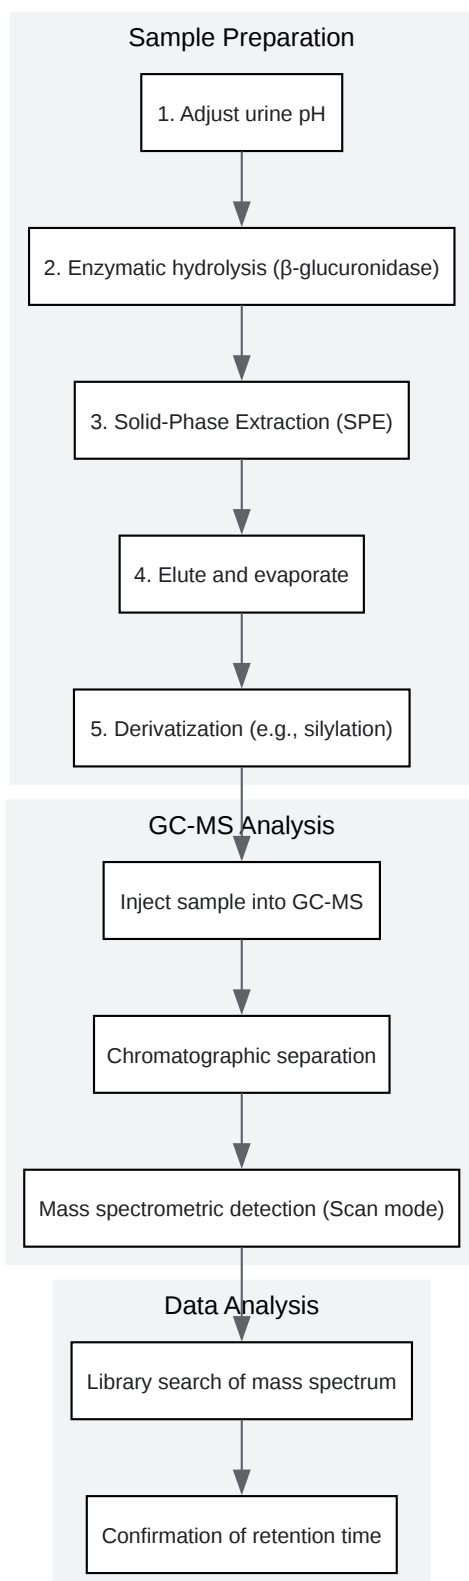 Sample Preparation
1. Adjust urine pH
2. Enzymatic hydrolysis (β-glucuronidase)
3. Solid-Phase Extraction (SPE)
4. Elute and evaporate
5. Derivatization (e.g., silylation)
GC-MS Analysis
Inject sample into GC-MS
Chromatographic separation
Mass spectrometric detection (Scan mode)
Data Analysis
Library search of mass spectrum
Confirmation of retention time